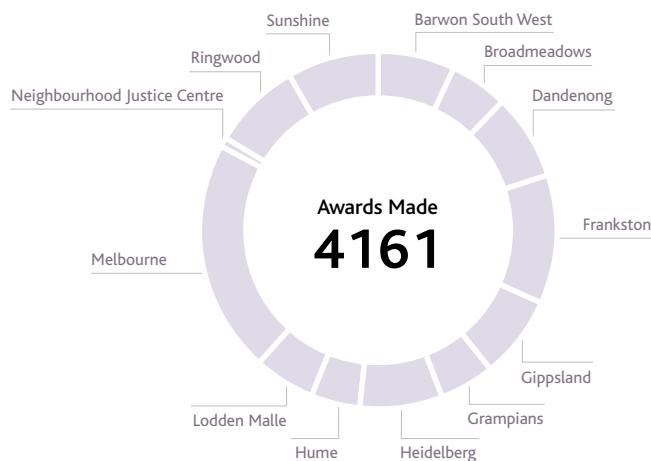 Sunshine
Barwon South West
Ringwood
Broadmeadows
Neighbourhood Justice Centre
Dandenong
Awards Made
4161
Frankston
Melbourne
Gippsland
Lodden Malle
Grampians
Hume
Heidelberg